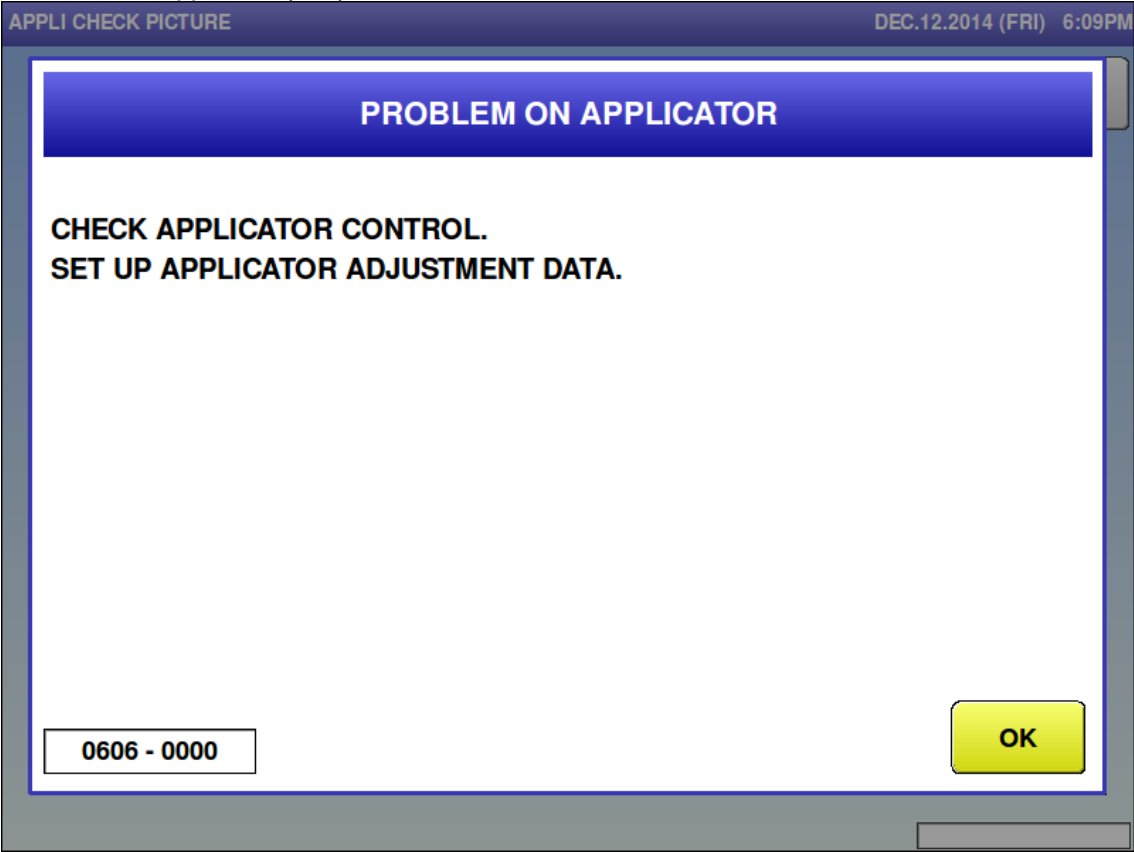 APPLI CHECK PICTURE DEC.12.2014 (FRI) 6:09PM
PROBLEM ON APPLICATOR
CHECK APPLICATOR CONTROL.
SET UP APPLICATOR ADJUSTMENT DATA.
0606 - 0000
OK